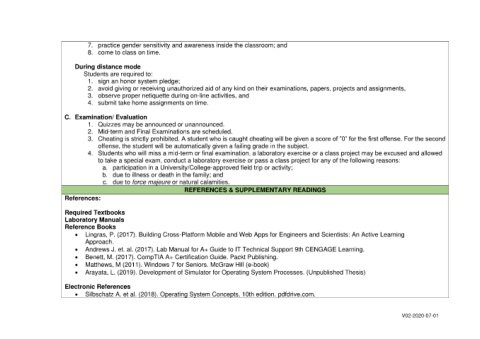 7. practice gender sensitivity and awareness inside the classroom; and
8. come to class on time.
During distance mode
Students are required to:
1. sign an honor system pledge;
2. avoid giving or receiving unauthorized aid of any kind on their examinations, papers, projects and assignments,
3. observe proper netiquette during on-line activities, and
4. submit take home assignments on time.
C. Examination/ Evaluation
1. Quizzes may be announced or unannounced.
2. Mid-term and Final Examinations are scheduled.
3. Cheating is strictly prohibited. A student who is caught cheating will be given a score of "0" for the first offense. For the second
offense, the student will be automatically given a failing grade in the subject.
4. Students who will miss a mid-term or final examination, a laboratory exercise or a class project may be excused and allowed
to take a special exam, conduct a laboratory exercise or pass a class project for any of the following reasons:
a. participation in a University/College-approved field trip or activity;
b. due to illness or death in the family; and
c. due to force majeure or natural calamities.
REFERENCES & SUPPLEMENTARY READINGS
References:
Required Textbooks
Laboratory Manuals
Reference Books
• Lingras, P. (2017). Building Cross-Platform Mobile and Web Apps for Engineers and Scientists: An Active Learning
Approach.
• Andrews J. et. al. (2017). Lab Manual for A+ Guide to IT Technical Support 9th CENGAGE Learning.
• Benett, M. (2017). CompTIA A+ Certification Guide. Packt Publishing.
• Matthews, M (2011). Windows 7 for Seniors. McGraw Hill (e-book)
• Arayata, L. (2019). Development of Simulator for Operating System Processes. (Unpublished Thesis)
Electronic References
• Silbschatz A. et al. (2018). Operating System Concepts, 10th edition. pdfdrive.com.
V02-2020-07-01